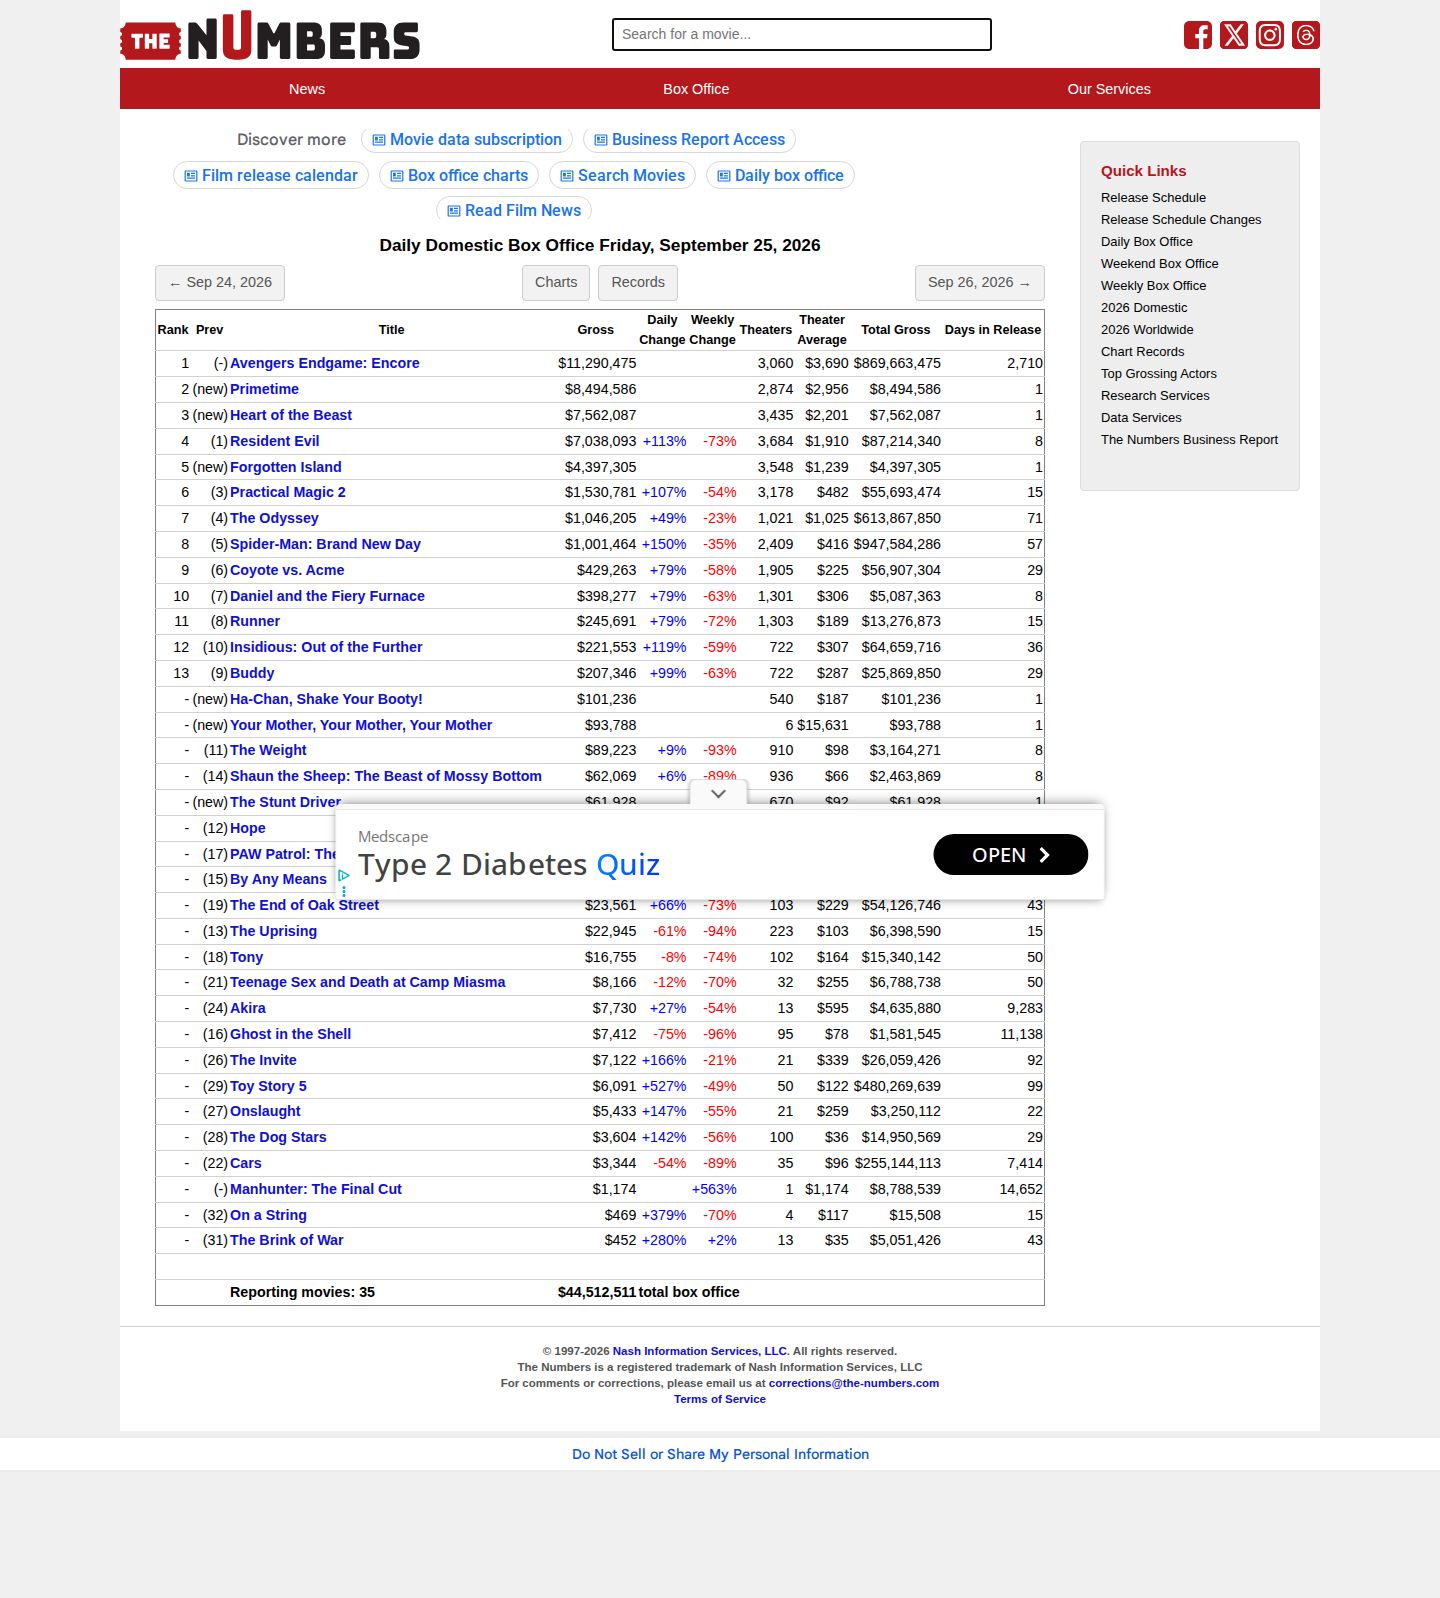 THE NUMBERS
Search for a movie...
News Box Office Our Services
Discover more Movie data subscription Business Report Access
Film release calendar Box office charts Search Movies Daily box office
Read Film News
Quick Links
Release Schedule
Release Schedule Changes
Daily Box Office
Weekend Box Office
Weekly Box Office
2026 Domestic
2026 Worldwide
Chart Records
Top Grossing Actors
Research Services
Data Services
The Numbers Business Report
Daily Domestic Box Office Friday, September 25, 2026
← Sep 24, 2026 Charts Records Sep 26, 2026 →
Rank Prev Title Gross Daily Change Weekly Change Theaters Theater Average Total Gross Days in Release
1 (-) Avengers Endgame: Encore $11,290,475 3,060 $3,690 $869,663,475 2,710
2 (new) Primetime $8,494,586 2,874 $2,956 $8,494,586 1
3 (new) Heart of the Beast $7,562,087 3,435 $2,201 $7,562,087 1
4 (1) Resident Evil $7,038,093 +113% -73% 3,684 $1,910 $87,214,340 8
5 (new) Forgotten Island $4,397,305 3,548 $1,239 $4,397,305 1
6 (3) Practical Magic 2 $1,530,781 +107% -54% 3,178 $482 $55,693,474 15
7 (4) The Odyssey $1,046,205 +49% -23% 1,021 $1,025 $613,867,850 71
8 (5) Spider-Man: Brand New Day $1,001,464 +150% -35% 2,409 $416 $947,584,286 57
9 (6) Coyote vs. Acme $429,263 +79% -58% 1,905 $225 $56,907,304 29
10 (7) Daniel and the Fiery Furnace $398,277 +79% -63% 1,301 $306 $5,087,363 8
11 (8) Runner $245,691 +79% -72% 1,303 $189 $13,276,873 15
12 (10) Insidious: Out of the Further $221,553 +119% -59% 722 $307 $64,659,716 36
13 (9) Buddy $207,346 +99% -63% 722 $287 $25,869,850 29
- (new) Ha-Chan, Shake Your Booty! $101,236 540 $187 $101,236 1
- (new) Your Mother, Your Mother, Your Mother $93,788 6 $15,631 $93,788 1
- (11) The Weight $89,223 +9% -93% 910 $98 $3,164,271 8
- (14) Shaun the Sheep: The Beast of Mossy Bottom $62,069 +6% -89% 936 $66 $2,463,869 8
- (new) The Stunt Driver $61,928 670 $92 $61,928 1
- (12) Hope
- (17) PAW Patrol: The
- (15) By Any Means
Medscape
Type 2 Diabetes Quiz
OPEN
- (19) The End of Oak Street $23,561 +66% -73% 103 $229 $54,126,746 43
- (13) The Uprising $22,945 -61% -94% 223 $103 $6,398,590 15
- (18) Tony $16,755 -8% -74% 102 $164 $15,340,142 50
- (21) Teenage Sex and Death at Camp Miasma $8,166 -12% -70% 32 $255 $6,788,738 50
- (24) Akira $7,730 +27% -54% 13 $595 $4,635,880 9,283
- (16) Ghost in the Shell $7,412 -75% -96% 95 $78 $1,581,545 11,138
- (26) The Invite $7,122 +166% -21% 21 $339 $26,059,426 92
- (29) Toy Story 5 $6,091 +527% -49% 50 $122 $480,269,639 99
- (27) Onslaught $5,433 +147% -55% 21 $259 $3,250,112 22
- (28) The Dog Stars $3,604 +142% -56% 100 $36 $14,950,569 29
- (22) Cars $3,344 -54% -89% 35 $96 $255,144,113 7,414
- (-) Manhunter: The Final Cut $1,174 +563% 1 $1,174 $8,788,539 14,652
- (32) On a String $469 +379% -70% 4 $117 $15,508 15
- (31) The Brink of War $452 +280% +2% 13 $35 $5,051,426 43
Reporting movies: 35 $44,512,511 total box office
© 1997-2026 Nash Information Services, LLC. All rights reserved.
The Numbers is a registered trademark of Nash Information Services, LLC
For comments or corrections, please email us at corrections@the-numbers.com
Terms of Service
Do Not Sell or Share My Personal Information